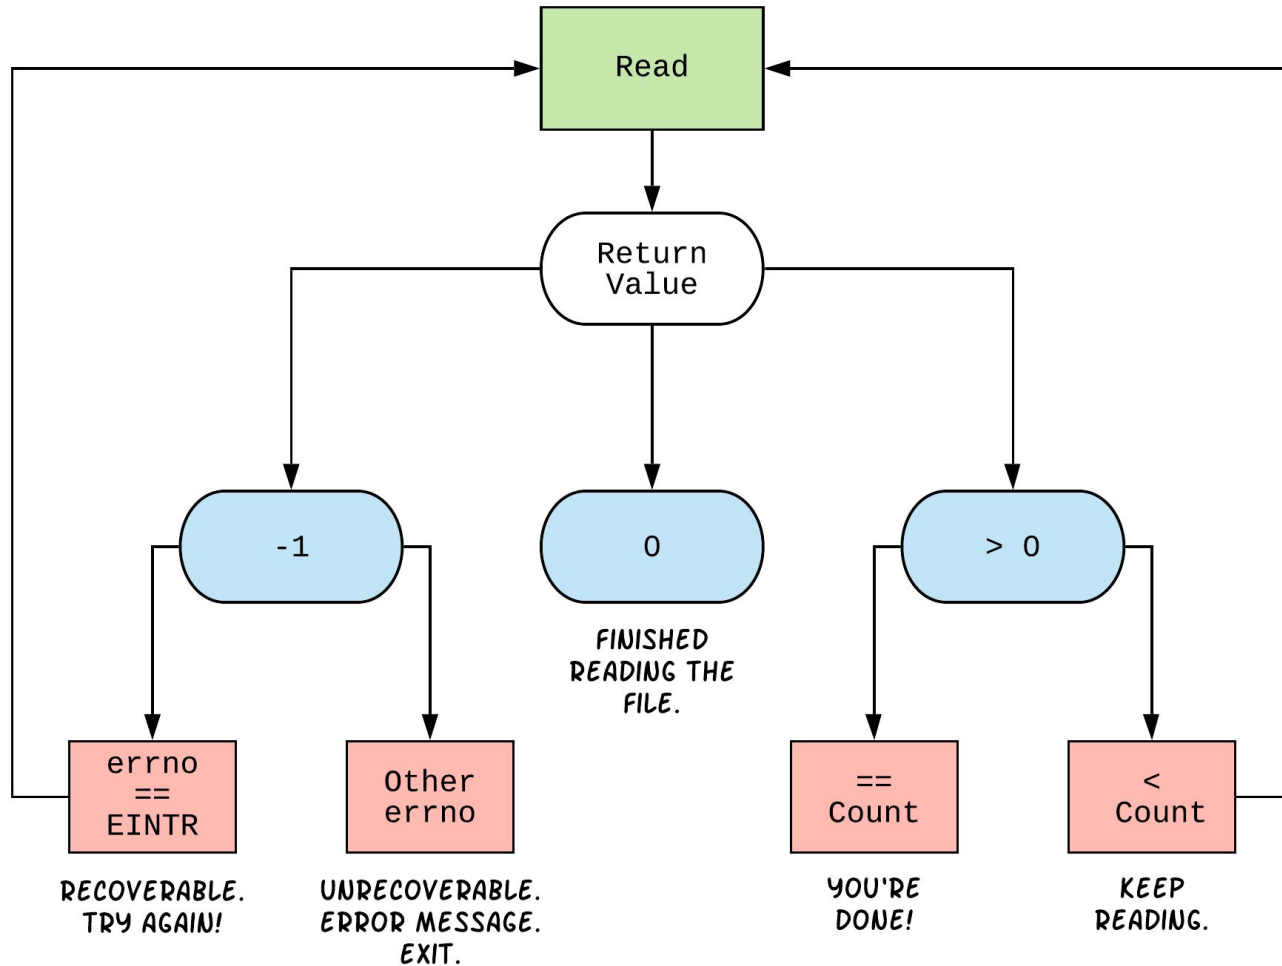 Read
Return
Value
-1
0
> 0
FINISHED
READING THE
FILE.
errno
==
EINTR
Other
errno
==
Count
<
Count
RECOVERABLE.
TRY AGAIN!
UNRECOVERABLE.
ERROR MESSAGE.
EXIT.
YOU'RE
DONE!
KEEP
READING.